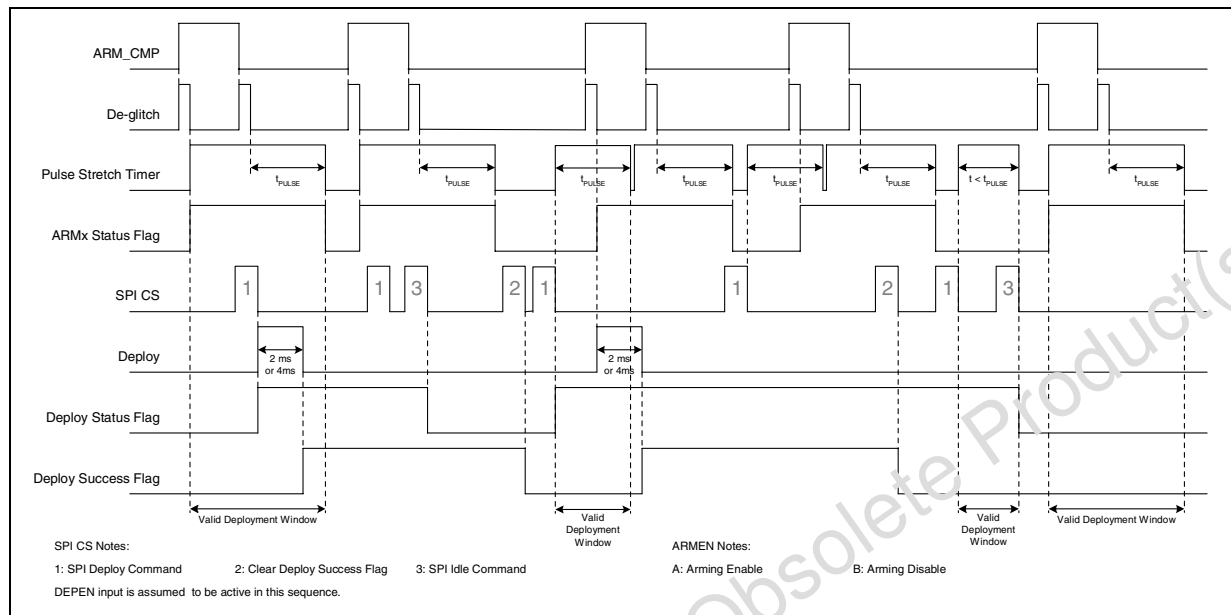 ARM_CMP
De-glitch
Pulse Stretch Timer
tPULSE tPULSE tPULSE tPULSE tPULSE tPULSE t < tPULSE tPULSE
ARMx Status Flag
SPI CS
1 1 3 2 1 1 2 1 3
Deploy
2 ms
or 4ms
2 ms
or 4ms
Deploy Status Flag
Deploy Success Flag
Valid Deployment Window
Valid
Deployment
Window
Valid
Deployment
Window
Valid Deployment Window
SPI CS Notes:
1: SPI Deploy Command 2: Clear Deploy Success Flag 3: SPI Idle Command
DEPEN input is assumed to be active in this sequence.
ARMEN Notes:
A: Arming Enable B: Arming Disable
Obsolete Product(s